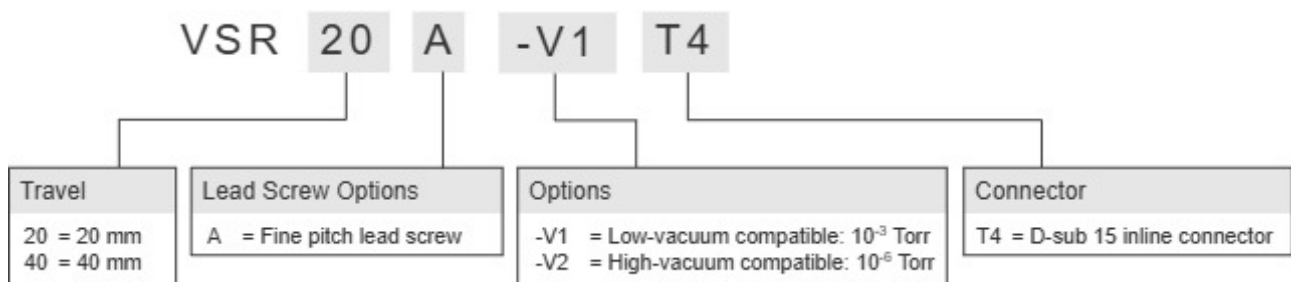 VSR 20 A -V1 T4
Travel
20 = 20 mm
40 = 40 mm
Lead Screw Options
A = Fine pitch lead screw
Options
-V1 = Low-vacuum compatible: 10⁻³ Torr
-V2 = High-vacuum compatible: 10⁻⁶ Torr
Connector
T4 = D-sub 15 inline connector